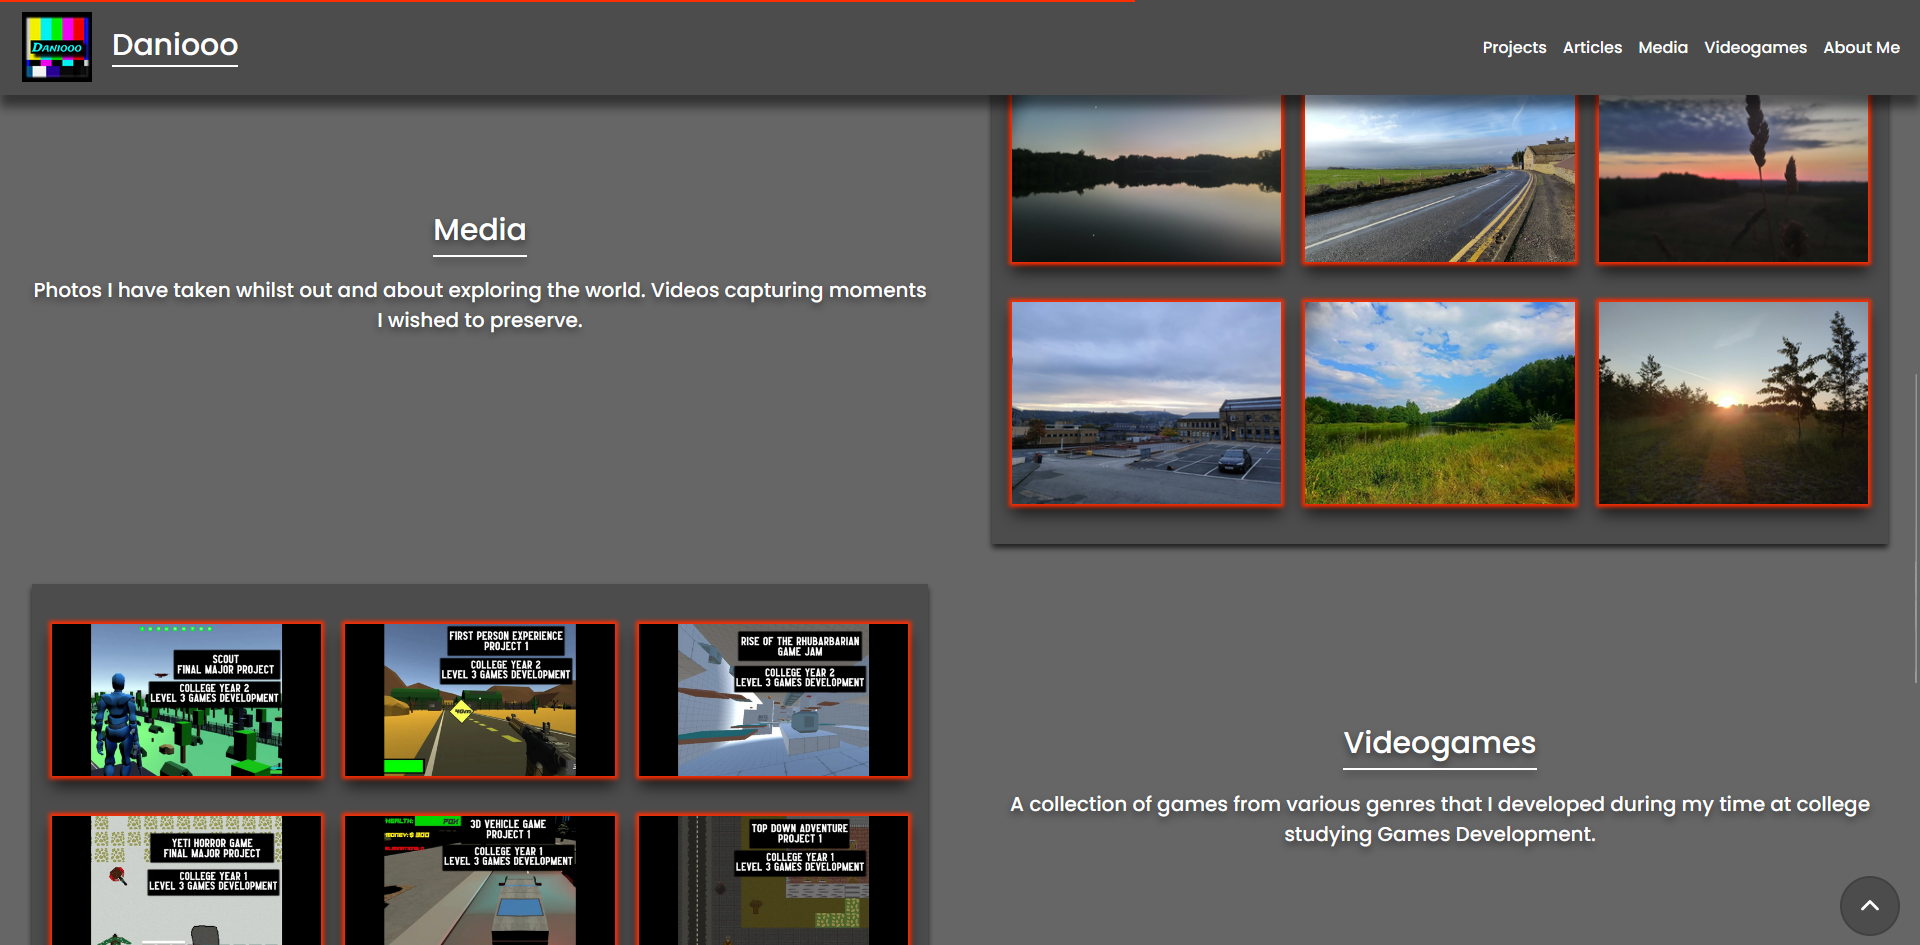 DANIOOO
Daniooo
Projects
Articles
Media
Videogames
About Me
Media
Photos I have taken whilst out and about exploring the world. Videos capturing moments
I wished to preserve.
SCOUT
FINAL MAJOR PROJECT
COLLEGE YEAR 2
LEVEL 3 GAMES DEVELOPMENT
FIRST PERSON EXPERIENCE
PROJECT 1
COLLEGE YEAR 2
LEVEL 3 GAMES DEVELOPMENT
RISE OF THE RHUBARBARIAN
GAME JAM
COLLEGE YEAR 2
LEVEL 3 GAMES DEVELOPMENT
Videogames
A collection of games from various genres that I developed during my time at college
studying Games Development.
YETI HORROR GAME
FINAL MAJOR PROJECT
COLLEGE YEAR 1
LEVEL 3 GAMES DEVELOPMENT
HEALTH:
MONEY:$ 800
3D VEHICLE GAME
PROJECT 1
COLLEGE YEAR 1
LEVEL 3 GAMES DEVELOPMENT
TOP DOWN ADVENTURE
PROJECT 1
COLLEGE YEAR 1
LEVEL 3 GAMES DEVELOPMENT